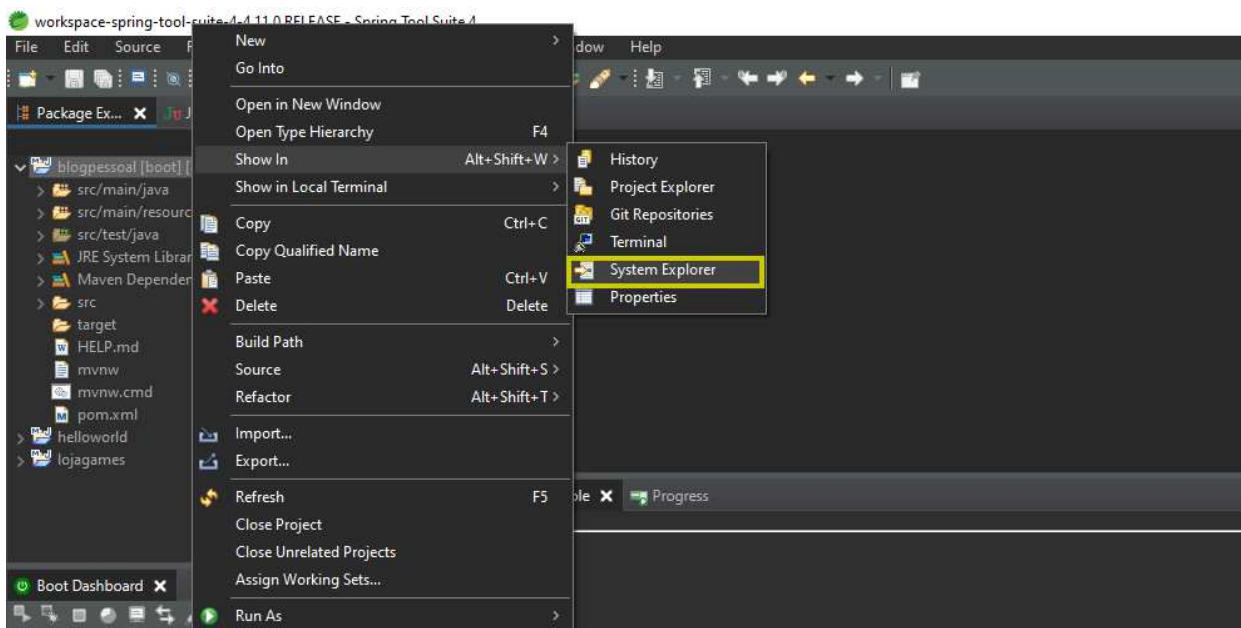 workspace-spring-tool-suite-4-4.11.0.RELEASE - Spring Tool Suite 4
File Edit Source dow Help
Package Ex...
blogpessoal [boot] [
src/main/java
src/main/resourc
src/test/java
JRE System Librar
Maven Dependen
src
target
HELP.md
mvnw
mvnw.cmd
pom.xml
helloworld
lojagames
Boot Dashboard
New
Go Into
Open in New Window
Open Type Hierarchy F4
Show In Alt+Shift+W >
Show in Local Terminal
Copy Ctrl+C
Copy Qualified Name
Paste Ctrl+V
Delete Delete
Build Path
Source Alt+Shift+S >
Refactor Alt+Shift+T >
Import...
Export...
Refresh F5
Close Project
Close Unrelated Projects
Assign Working Sets...
Run As
History
Project Explorer
GIT Git Repositories
Terminal
System Explorer
Properties
ole Progress